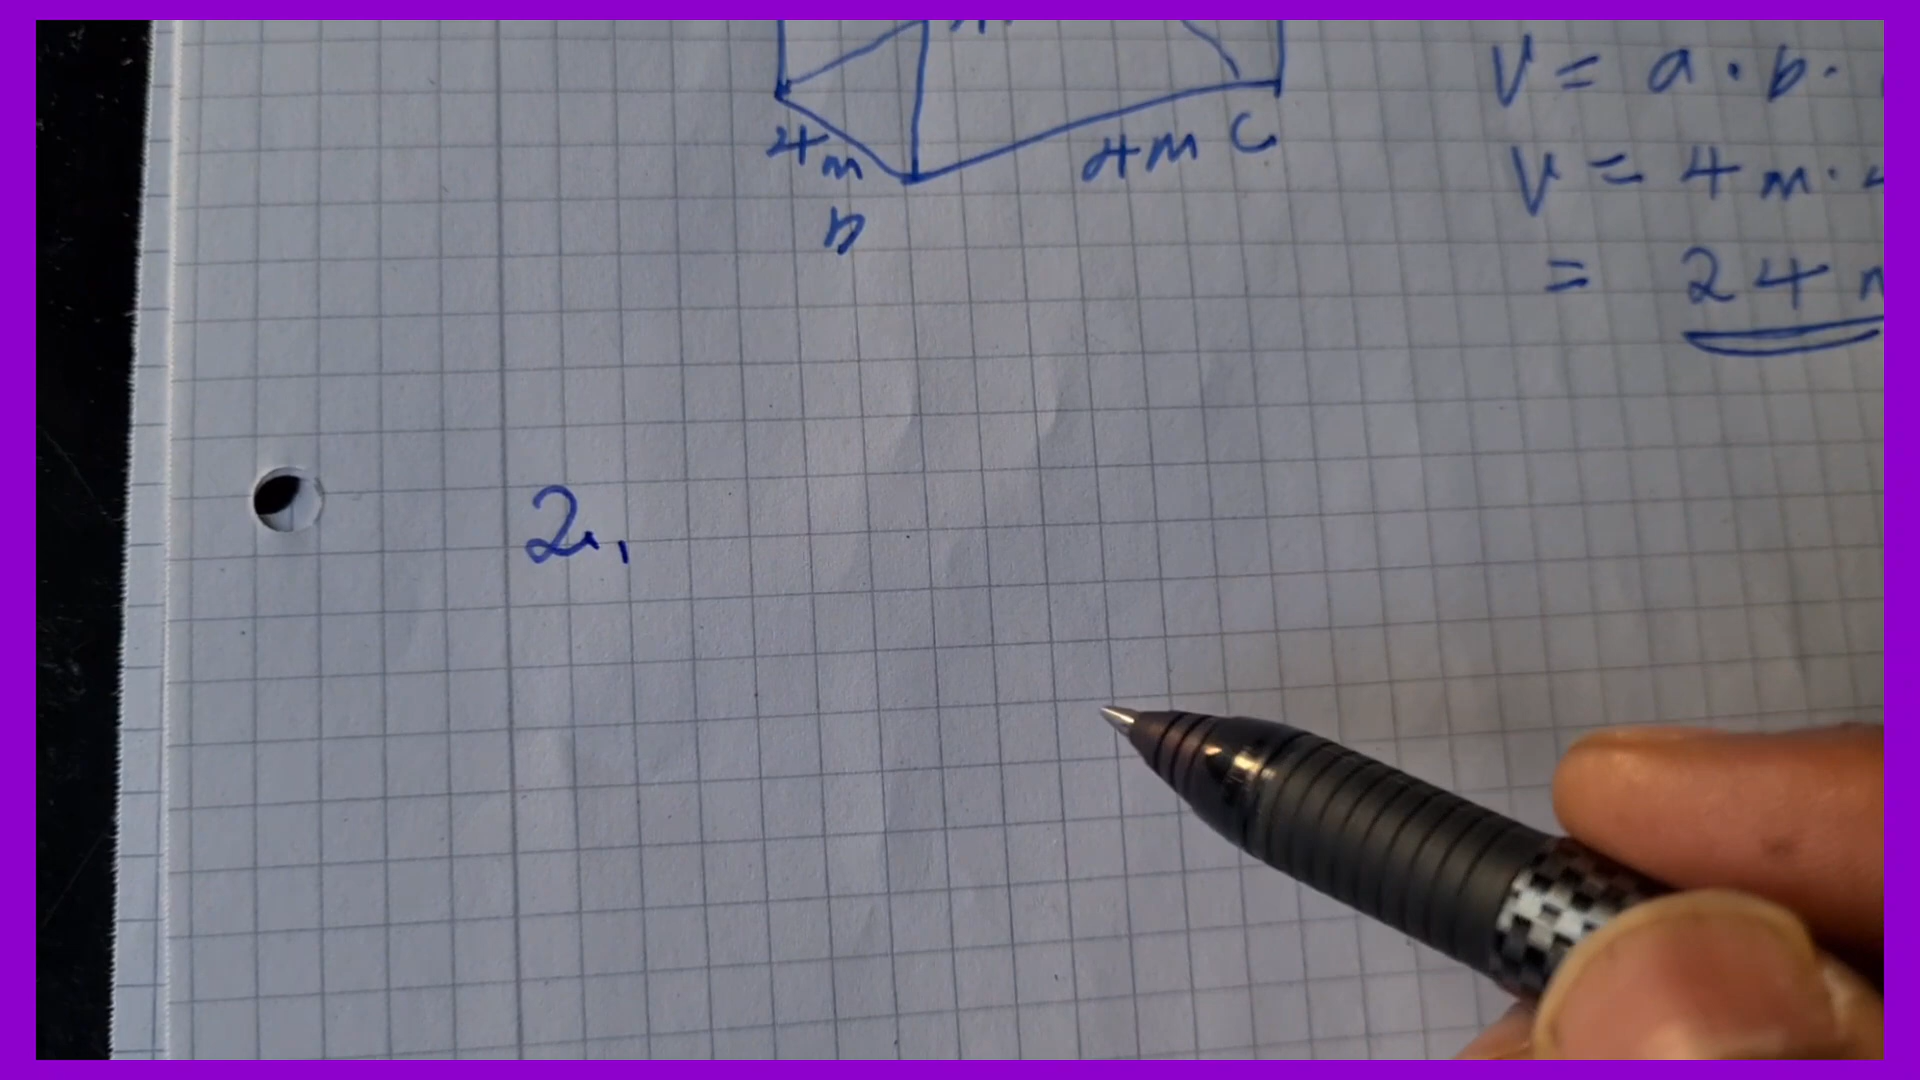 V = a · b ·
V = 4 m ·
= 24
4m
4m C
b
2.